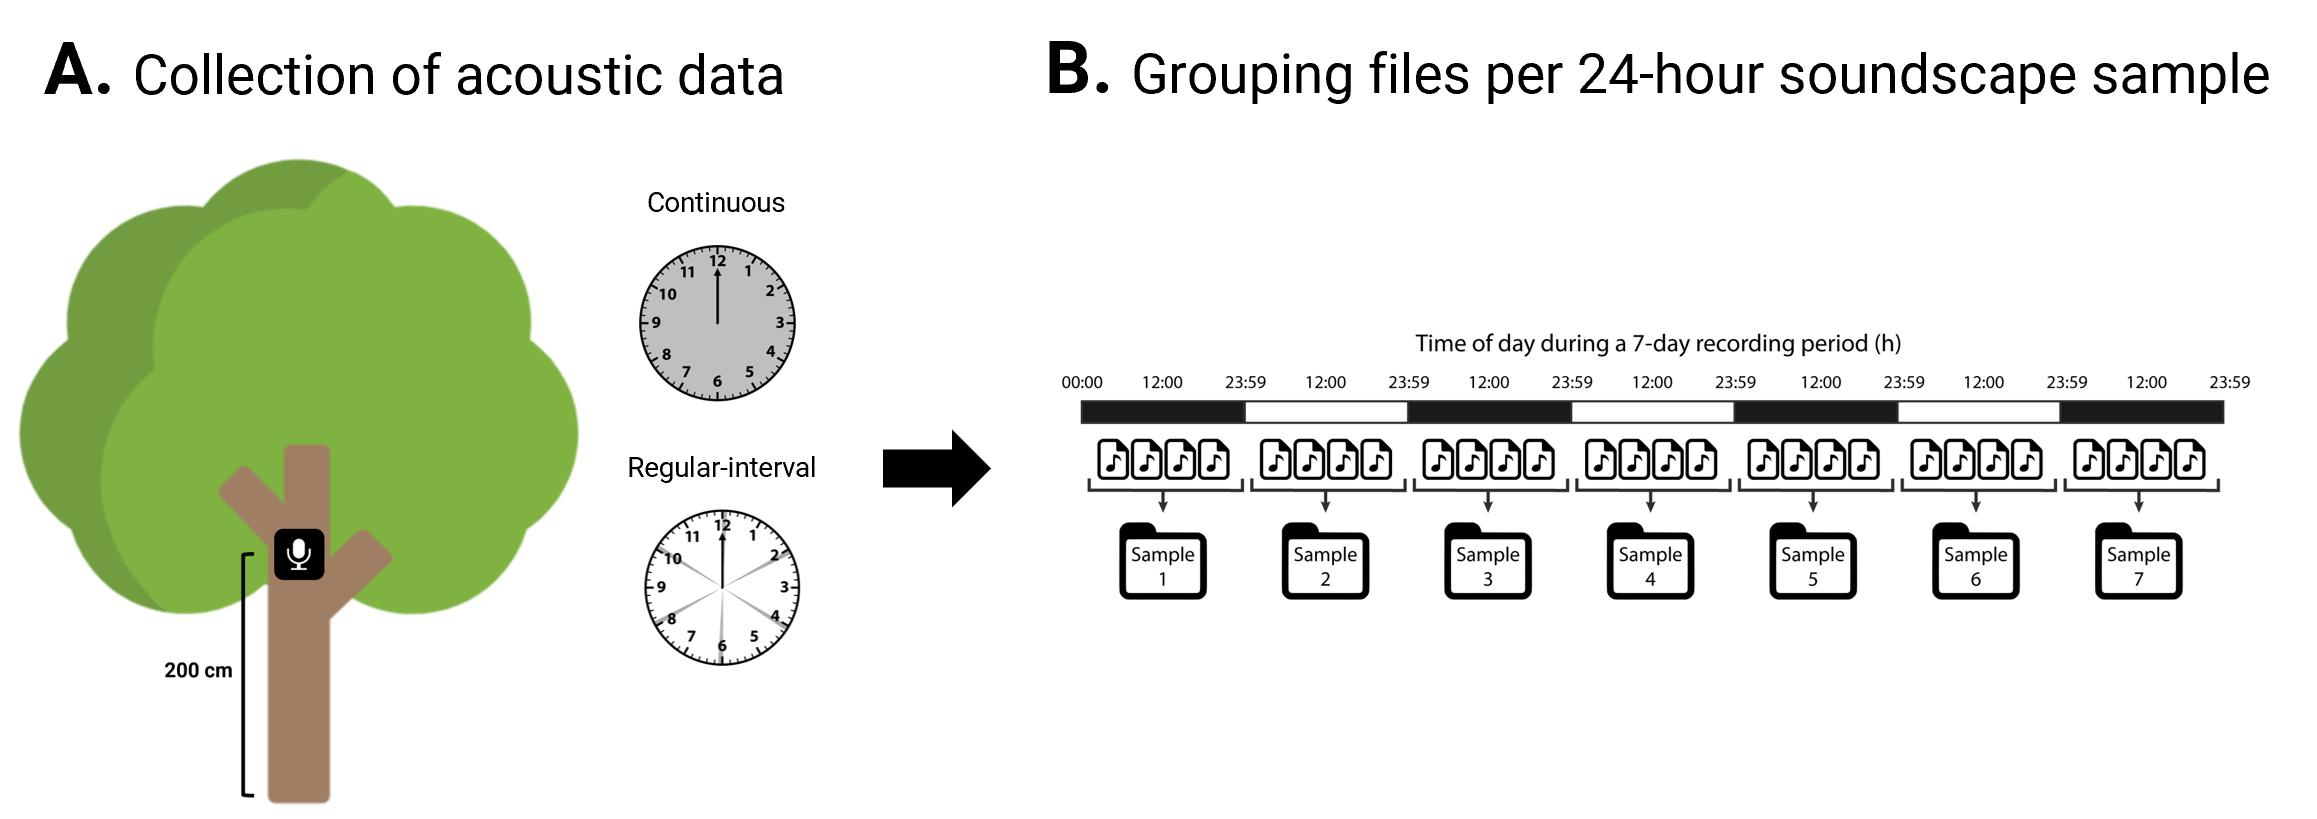 A. Collection of acoustic data
Continuous
12
1
2
3
4
5
6
7
8
9
10
11
Regular-interval
12
1
2
3
4
5
6
7
8
9
10
11
200 cm
B. Grouping files per 24-hour soundscape sample
Time of day during a 7-day recording period (h)
00:00 12:00 23:59 12:00 23:59 12:00 23:59 12:00 23:59 12:00 23:59 12:00 23:59 12:00 23:59
Sample
1
Sample
2
Sample
3
Sample
4
Sample
5
Sample
6
Sample
7